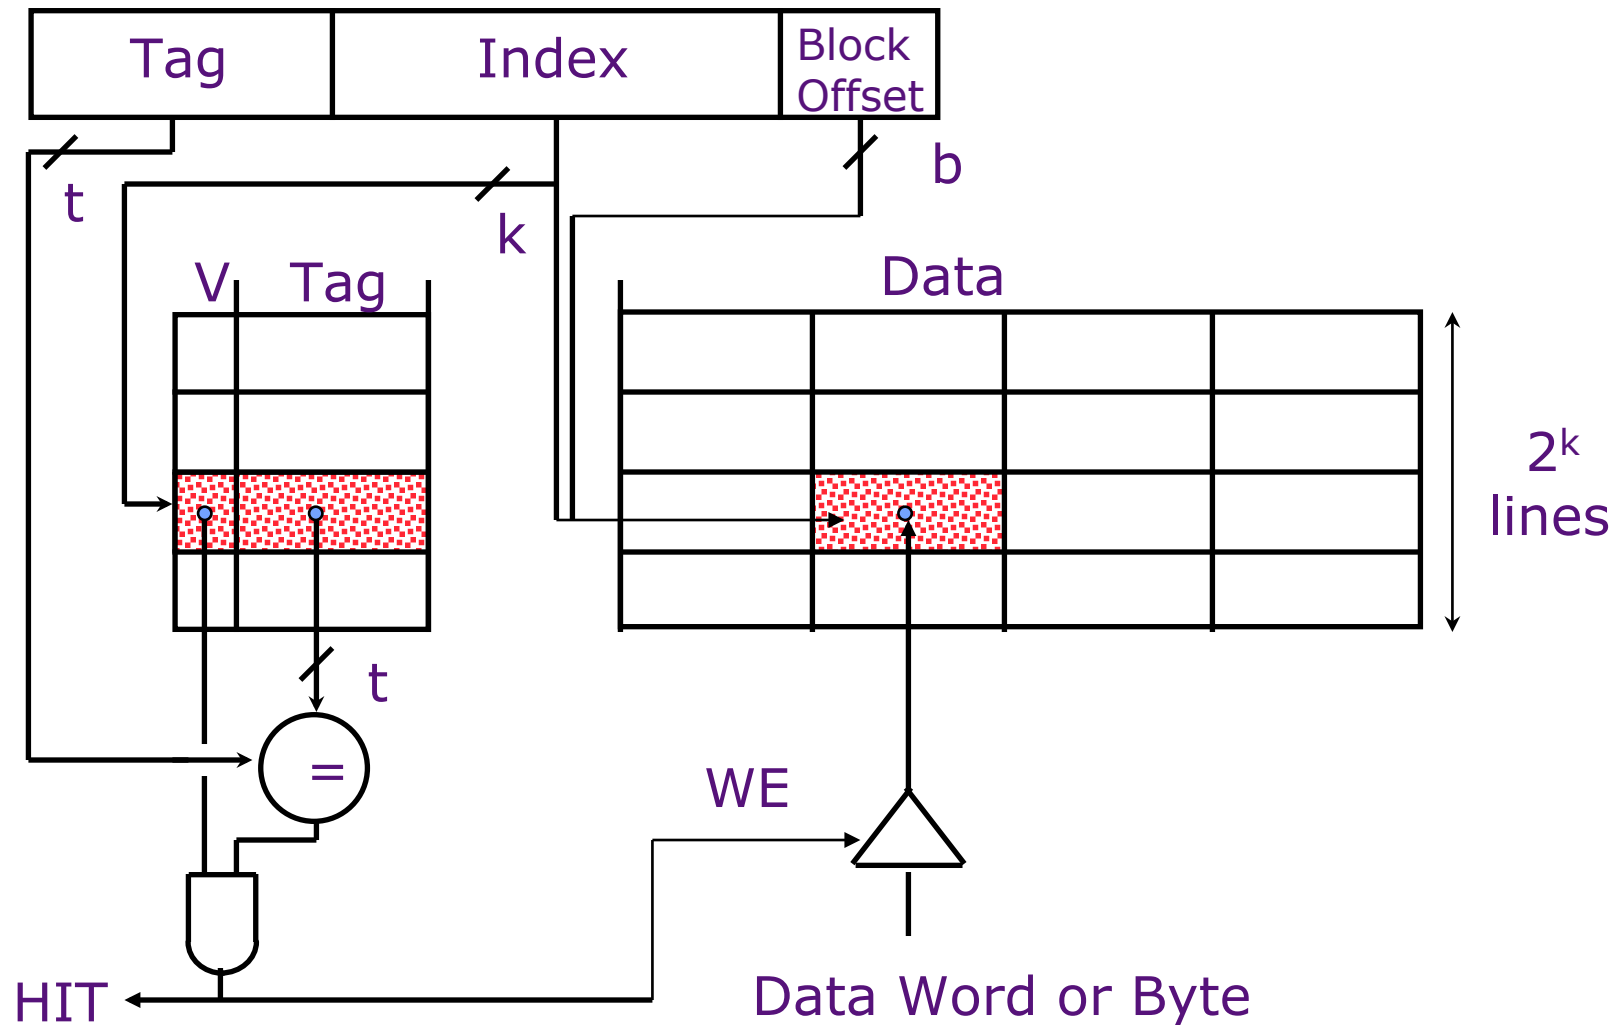 Tag
Index
Block
Offset
t
k
b
V
Tag
Data
2ᵏ
lines
t
=
WE
HIT
Data Word or Byte